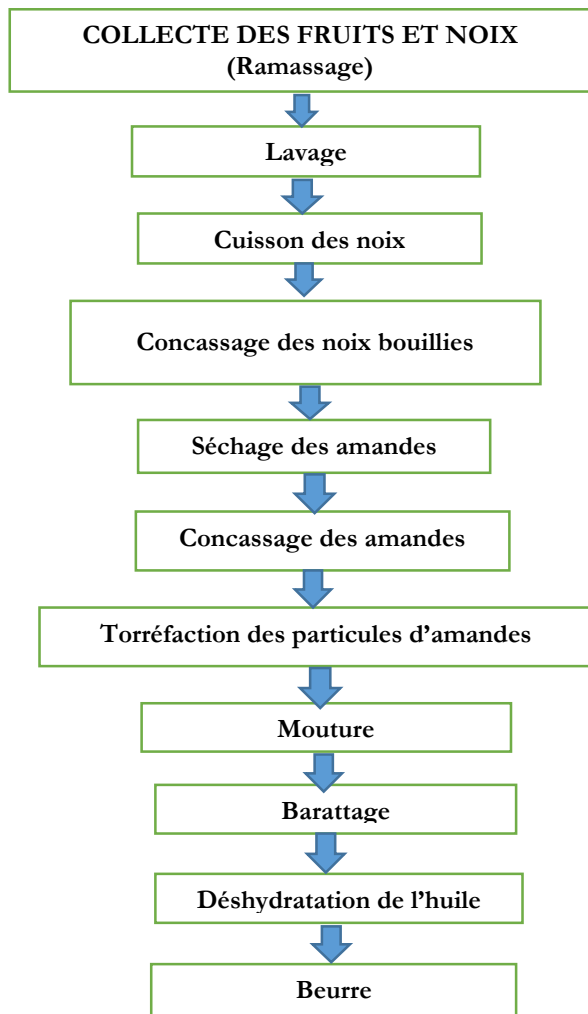 COLLECTE DES FRUITS ET NOIX
(Ramassage)
Lavage
Cuisson des noix
Concassage des noix bouillies
Séchage des amandes
Concassage des amandes
Torréfaction des particules d’amandes
Mouture
Barattage
Déshydratation de l’huile
Beurre